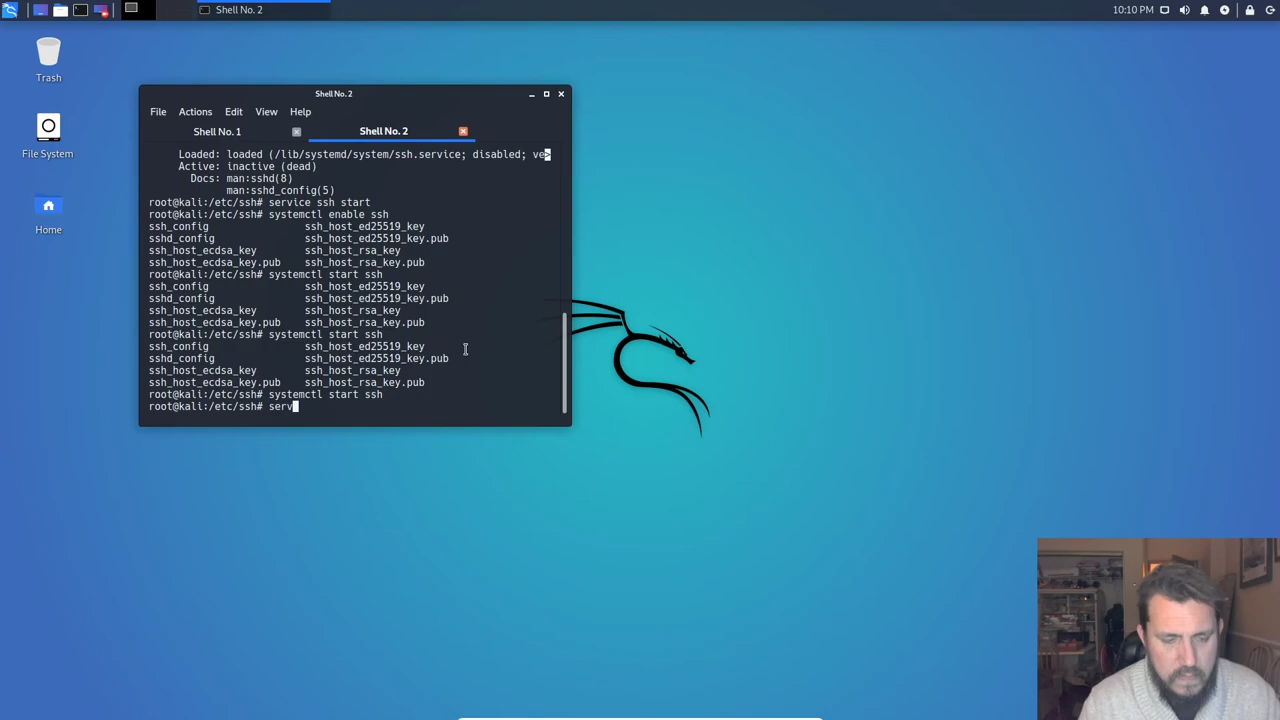 Shell No. 2
10:10 PM
Trash
File System
Home
Shell No. 2
File Actions Edit View Help
Shell No. 1
Shell No. 2
Loaded: loaded (/lib/systemd/system/ssh.service; disabled; ve>
Active: inactive (dead)
Docs: man:sshd(8)
man:sshd_config(5)
root@kali:/etc/ssh# service ssh start
root@kali:/etc/ssh# systemctl enable ssh
ssh_config ssh_host_ed25519_key
sshd_config ssh_host_ed25519_key.pub
ssh_host_ecdsa_key ssh_host_rsa_key
ssh_host_ecdsa_key.pub ssh_host_rsa_key.pub
root@kali:/etc/ssh# systemctl start ssh
ssh_config ssh_host_ed25519_key
sshd_config ssh_host_ed25519_key.pub
ssh_host_ecdsa_key ssh_host_rsa_key
ssh_host_ecdsa_key.pub ssh_host_rsa_key.pub
root@kali:/etc/ssh# systemctl start ssh
ssh_config ssh_host_ed25519_key
sshd_config ssh_host_ed25519_key.pub
ssh_host_ecdsa_key ssh_host_rsa_key
ssh_host_ecdsa_key.pub ssh_host_rsa_key.pub
root@kali:/etc/ssh# systemctl start ssh
root@kali:/etc/ssh# serv